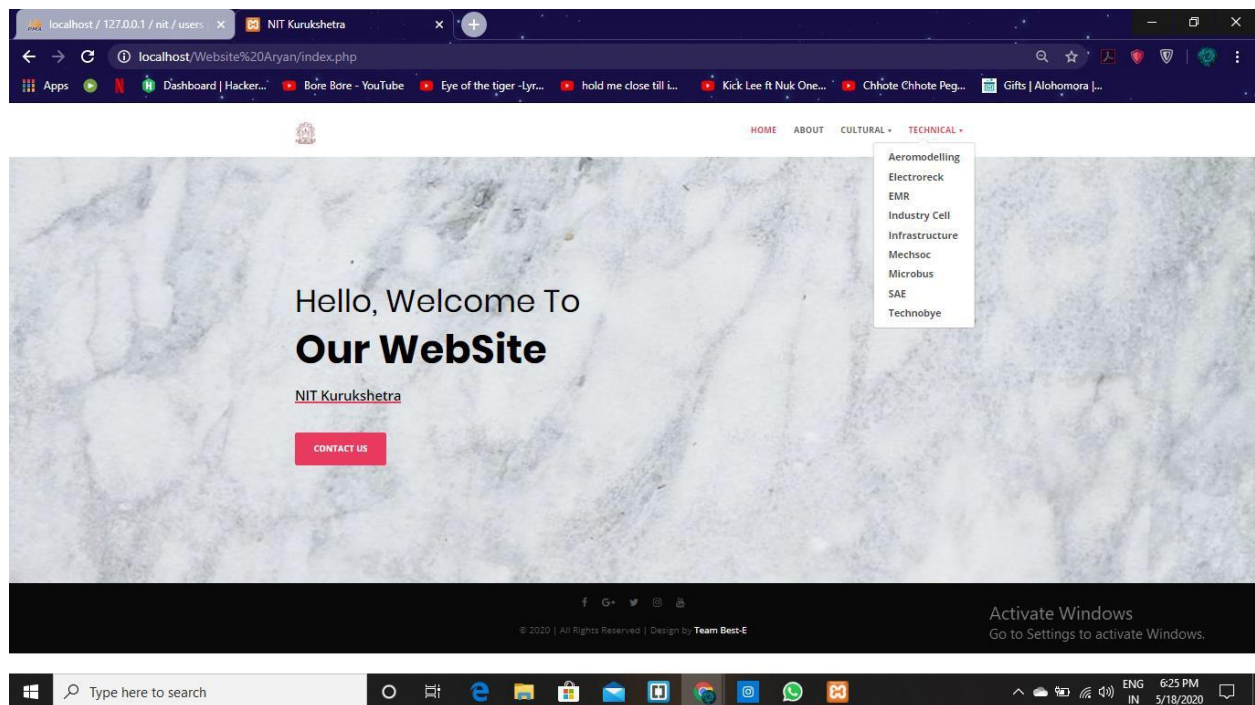 localhost / 127.0.0.1 / nit / users
NIT Kurukshetra
localhost/Website%20Aryan/index.php
Apps
Dashboard | Hacker...
Bore Bore - YouTube
Eye of the tiger -Lyr...
hold me close till i...
Kick Lee ft Nuk One...
Chhote Chhote Peg...
Gifts | Alohomora |...
HOME ABOUT CULTURAL TECHNICAL
Aeromodelling
Electroreck
EMR
Industry Cell
Infrastructure
Mechsoc
Microbus
SAE
Technobye
Hello, Welcome To
Our WebSite
NIT Kurukshetra
CONTACT US
© 2020 | All Rights Reserved | Design by Team Best-E
Activate Windows
Go to Settings to activate Windows.
Type here to search
ENG
IN
6:25 PM
5/18/2020